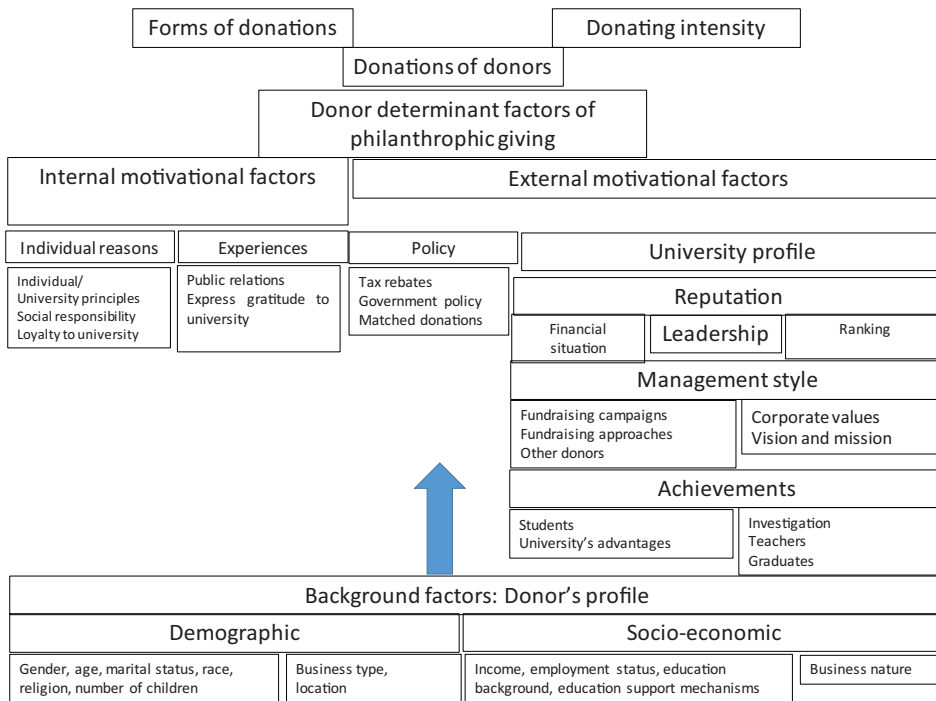 Forms of donations
Donating intensity
Donations of donors
Donor determinant factors of
philanthrophic giving
Internal motivational factors
External motivational factors
Individual reasons
Experiences
Policy
University profile
Individual/
University principles
Social responsibility
Loyalty to university
Public relations
Express gratitude to
university
Tax rebates
Government policy
Matched donations
Reputation
Financial
situation
Leadership
Ranking
Management style
Fundraising campaigns
Fundraising approaches
Other donors
Corporate values
Vision and mission
Achievements
Students
University's advantages
Investigation
Teachers
Graduates
Background factors: Donor's profile
Demographic
Socio-economic
Gender, age, marital status, race,
religion, number of children
Business type,
location
Income, employment status, education
background, education support mechanisms
Business nature